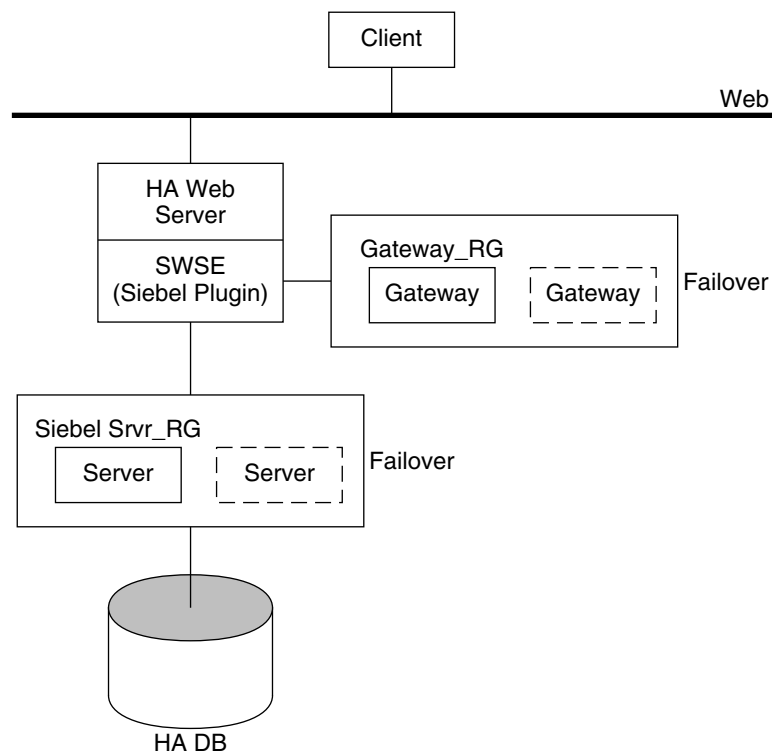 Client
Web
HA Web
Server
SWSE
(Siebel Plugin)
Gateway_RG
Gateway
Gateway
Failover
Siebel Srvr_RG
Server
Server
Failover
HA DB